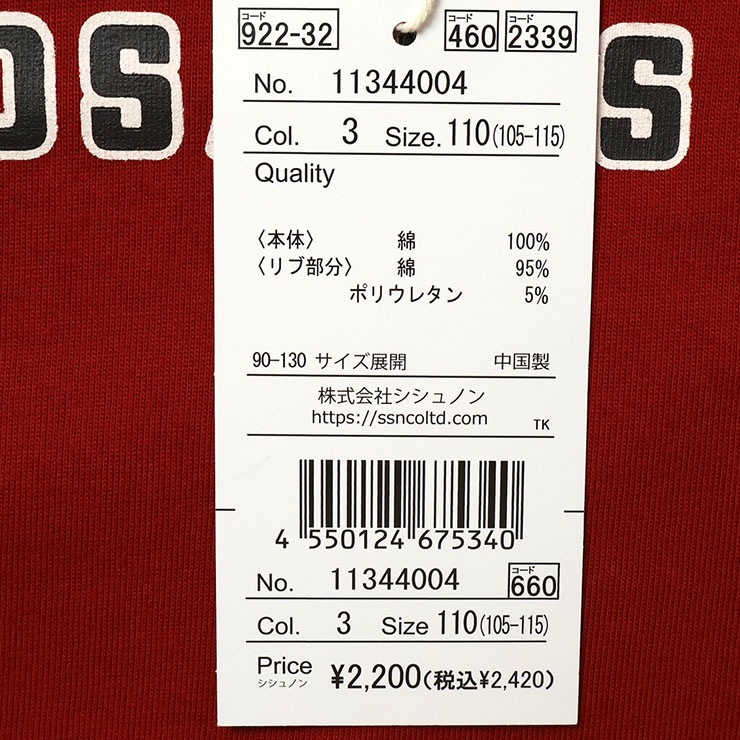 コード 922-32 コード 460 コード 2339
No. 11344004
Col. 3 Size. 110(105-115)
Quality
〈本体〉 綿 100%
〈リブ部分〉 綿 95%
ポリウレタン 5%
90-130 サイズ展開 中国製
株式会社シシュノン
https://ssncoltd.com
TK
4 550124 675340
No. 11344004 コード 660
Col. 3 Size 110(105-115)
Price シシュノン ¥2,200(税込¥2,420)